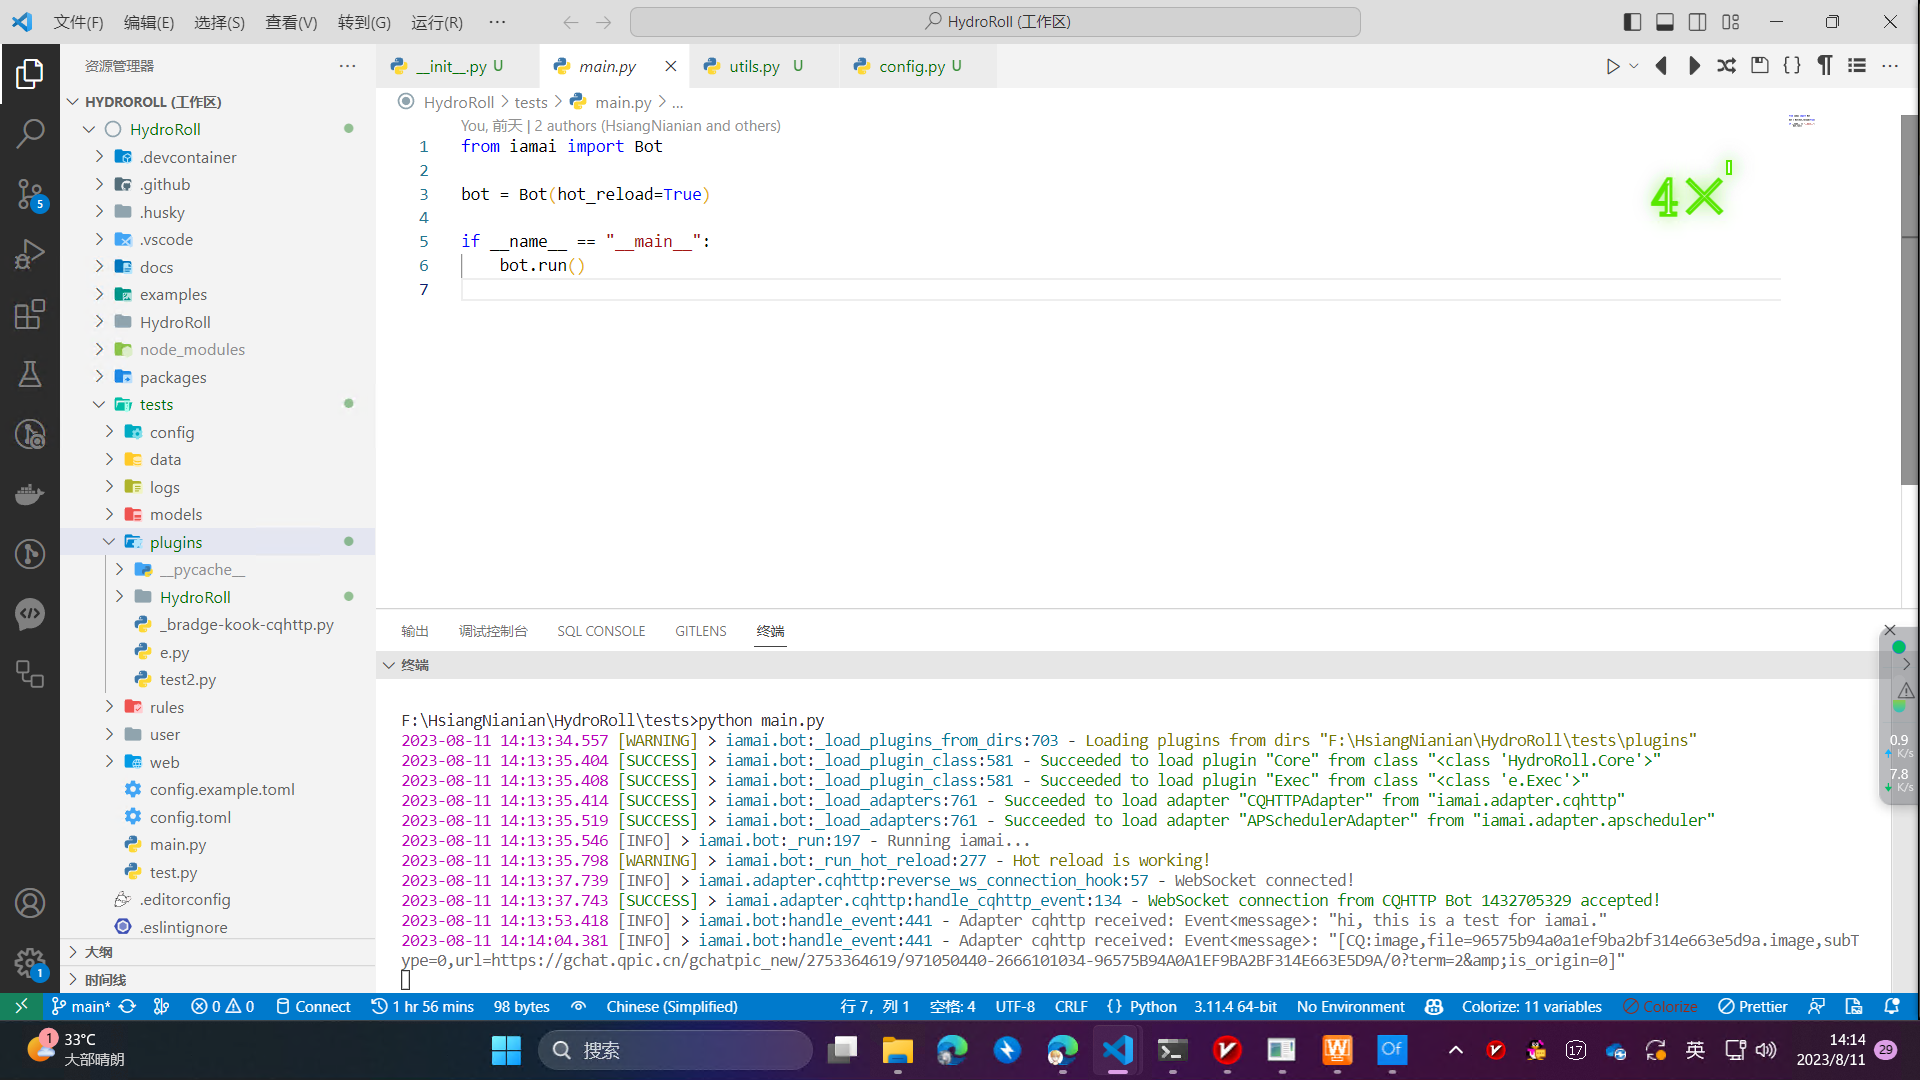 文件(F) 编辑(E) 选择(S) 查看(V) 转到(G) 运行(R) ··· HydroRoll (工作区)
资源管理器 ···
HYDROROLL (工作区)
HydroRoll
.devcontainer
.github
.husky
.vscode
docs
examples
HydroRoll
node_modules
packages
tests
config
data
logs
models
plugins
__pycache__
HydroRoll
_bradge-kook-cqhttp.py
e.py
test2.py
rules
user
web
config.example.toml
config.toml
main.py
test.py
.editorconfig
.eslintignore
大纲
时间线
5
1
__init__.py U main.py utils.py U config.py U
HydroRoll > tests > main.py > ...
You, 前天 | 2 authors (HsiangNianian and others)
1 from iamai import Bot
2
3 bot = Bot(hot_reload=True)
4
5 if __name__ == "__main__":
6 bot.run()
7
4×
输出 调试控制台 SQL CONSOLE GITLENS 终端
终端
F:\HsiangNianian\HydroRoll\tests>python main.py
2023-08-11 14:13:34.557 [WARNING] > iamai.bot:_load_plugins_from_dirs:703 - Loading plugins from dirs "F:\HsiangNianian\HydroRoll\tests\plugins"
2023-08-11 14:13:35.404 [SUCCESS] > iamai.bot:_load_plugin_class:581 - Succeeded to load plugin "Core" from class "<class 'HydroRoll.Core'>"
2023-08-11 14:13:35.408 [SUCCESS] > iamai.bot:_load_plugin_class:581 - Succeeded to load plugin "Exec" from class "<class 'e.Exec'>"
2023-08-11 14:13:35.414 [SUCCESS] > iamai.bot:_load_adapters:761 - Succeeded to load adapter "CQHTTPAdapter" from "iamai.adapter.cqhttp"
2023-08-11 14:13:35.519 [SUCCESS] > iamai.bot:_load_adapters:761 - Succeeded to load adapter "APSchedulerAdapter" from "iamai.adapter.apscheduler"
2023-08-11 14:13:35.546 [INFO] > iamai.bot:_run:197 - Running iamai...
2023-08-11 14:13:35.798 [WARNING] > iamai.bot:_run_hot_reload:277 - Hot reload is working!
2023-08-11 14:13:37.739 [INFO] > iamai.adapter.cqhttp:reverse_ws_connection_hook:57 - WebSocket connected!
2023-08-11 14:13:37.743 [SUCCESS] > iamai.adapter.cqhttp:handle_cqhttp_event:134 - WebSocket connection from CQHTTP Bot 1432705329 accepted!
2023-08-11 14:13:53.418 [INFO] > iamai.bot:handle_event:441 - Adapter cqhttp received: Event<message>: "hi, this is a test for iamai."
2023-08-11 14:14:04.381 [INFO] > iamai.bot:handle_event:441 - Adapter cqhttp received: Event<message>: "[CQ:image,file=96575b94a0a1ef9ba2bf314e663e5d9a.image,subT
ype=0,url=https://gchat.qpic.cn/gchatpic_new/2753364619/971050440-2666101034-96575B94A0A1EF9BA2BF314E663E5D9A/0?term=2&amp;is_origin=0]"
0.9
K/s
7.8
K/s
main* 0 0 Connect 1 hr 56 mins 98 bytes Chinese (Simplified) 行 7，列 1 空格: 4 UTF-8 CRLF {} Python 3.11.4 64-bit No Environment Colorize: 11 variables Colorize Prettier
1 33°C
大部晴朗
搜索
Of
17
英
14:14
2023/8/11
29